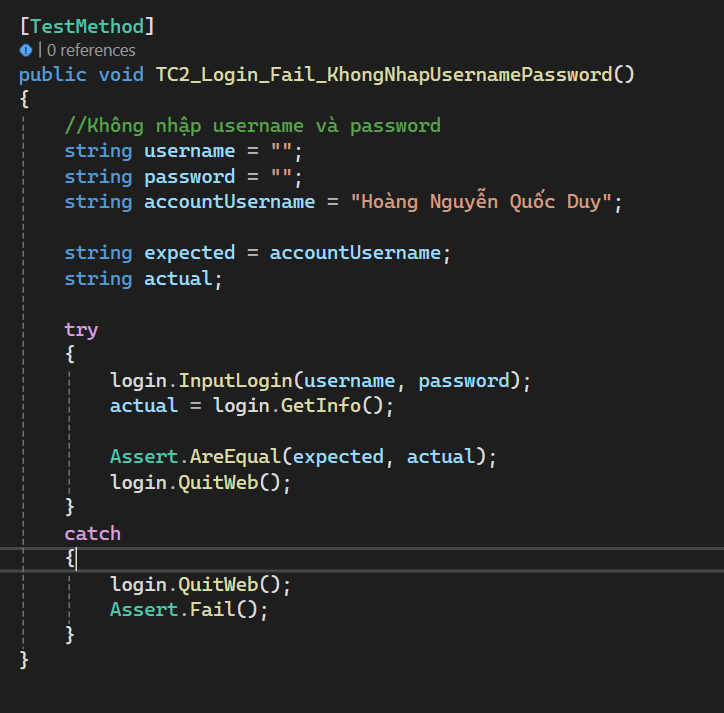 [TestMethod]
| 0 references
public void TC2_Login_Fail_KhongNhapUsernamePassword()
{
//Không nhập username và password
string username = "";
string password = "";
string accountUsername = "Hoàng Nguyễn Quốc Duy";
string expected = accountUsername;
string actual;
try
{
login.InputLogin(username, password);
actual = login.GetInfo();
Assert.AreEqual(expected, actual);
login.QuitWeb();
}
catch
{
login.QuitWeb();
Assert.Fail();
}
}